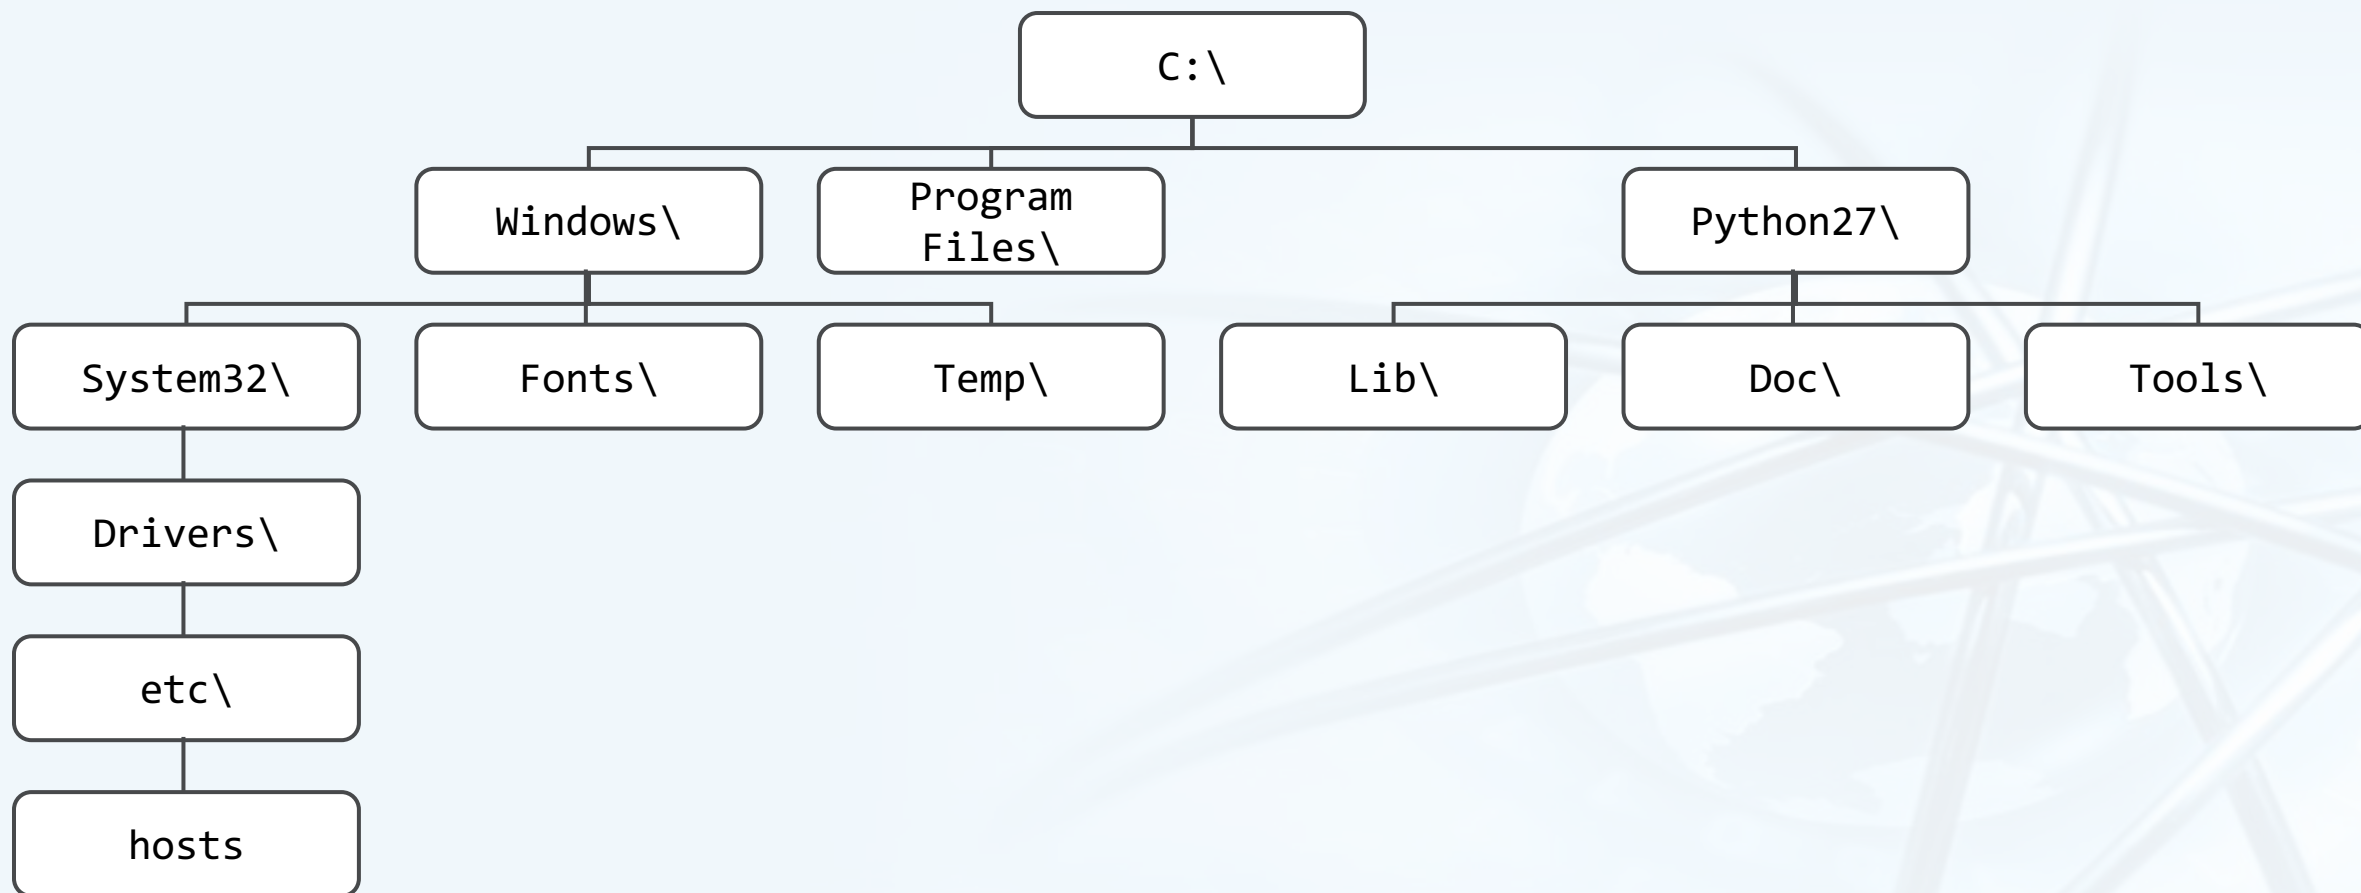 C:\
Windows\
Program
Files\
Python27\
System32\
Fonts\
Temp\
Lib\
Doc\
Tools\
Drivers\
etc\
hosts